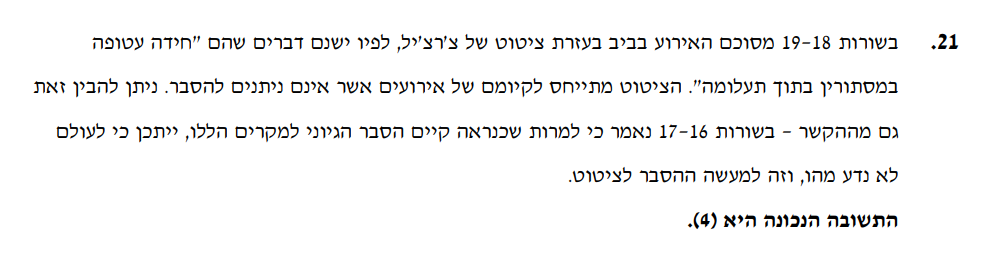 21. בשורות 18–19 מסוכם האירוע בביב בעזרת ציטוט של צ'רצ'יל, לפיו ישנם דברים שהם "חידה עטופה
במסתורין בתוך תעלומה". הציטוט מתייחס לקיומם של אירועים אשר אינם ניתנים להסבר. ניתן להבין זאת
גם מההקשר – בשורות 16–17 נאמר כי למרות שכנראה קיים הסבר הגיוני למקרים הללו, ייתכן כי לעולם
לא נדע מהו, וזה למעשה ההסבר לציטוט.
התשובה הנכונה היא (4).